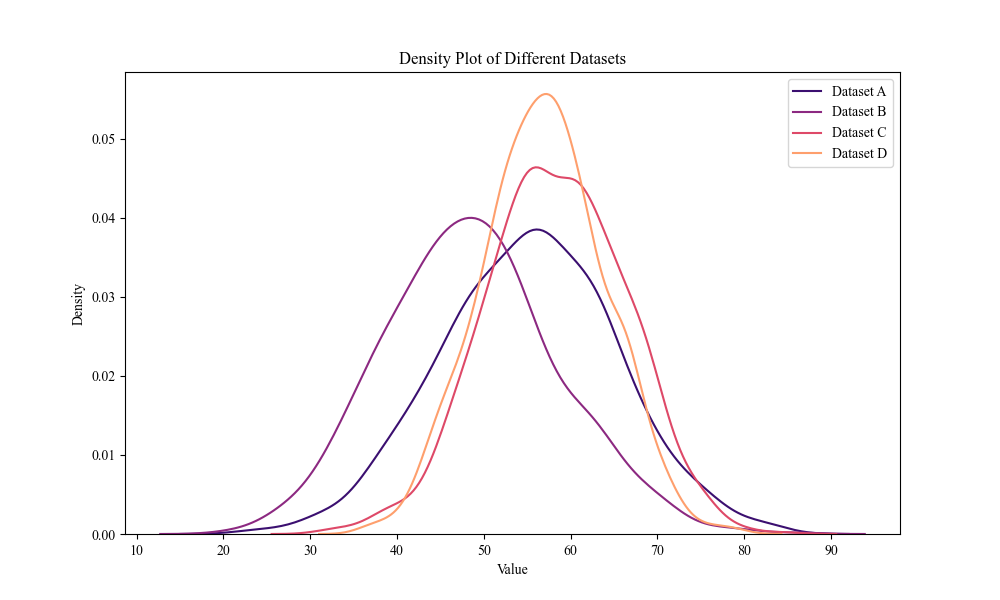 Density Plot of Different Datasets
Dataset A
Dataset B
Dataset C
Dataset D
Density
0.05
0.04
0.03
0.02
0.01
0.00
10 20 30 40 50 60 70 80 90
Value